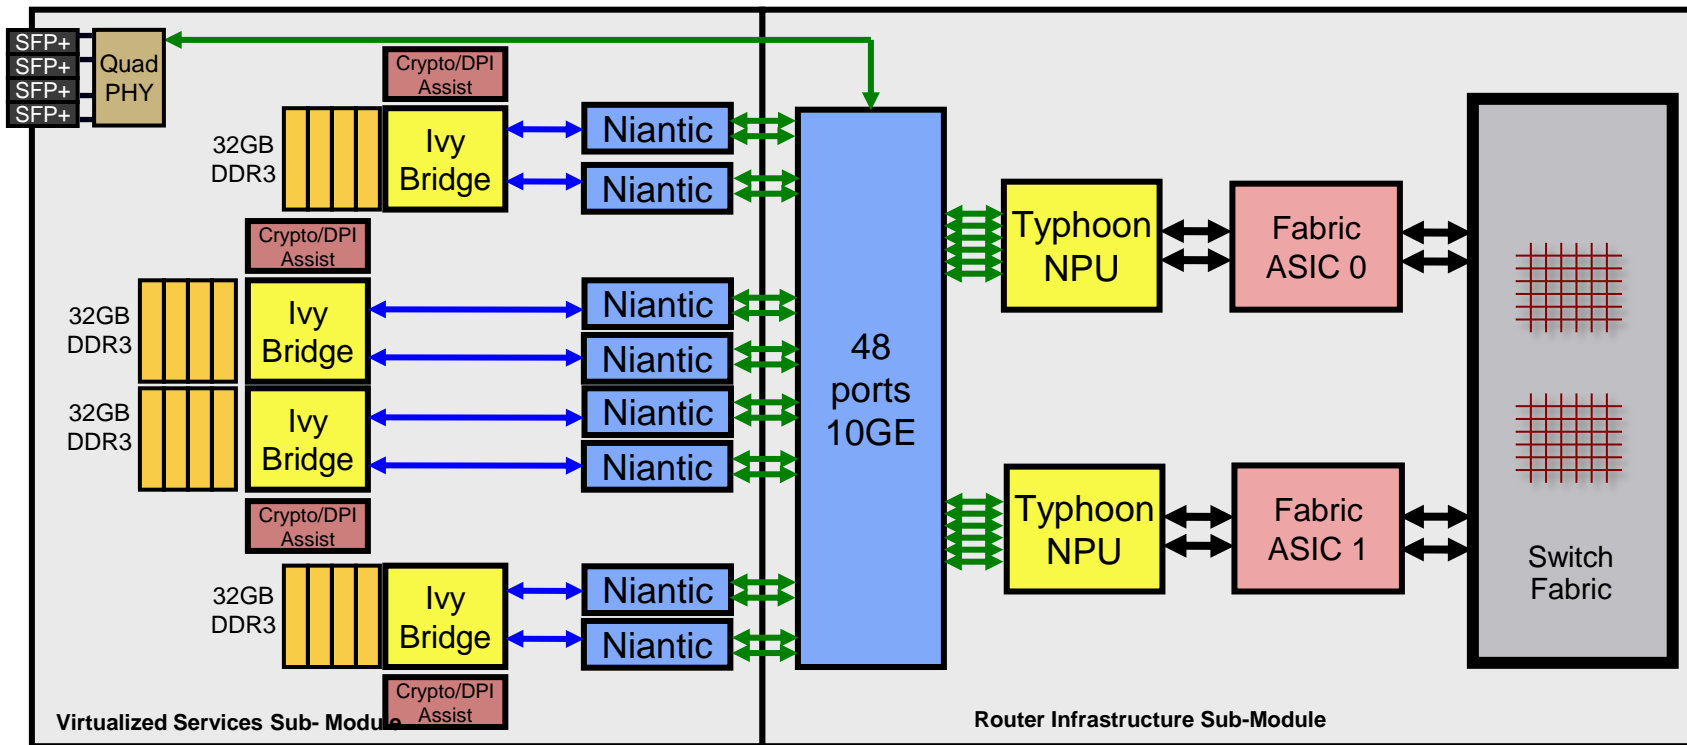 SFP+
SFP+
SFP+
SFP+
Quad
PHY
Crypto/DPI
Assist
32GB
DDR3
Ivy
Bridge
Niantic
Niantic
Crypto/DPI
Assist
32GB
DDR3
Ivy
Bridge
Niantic
Niantic
32GB
DDR3
Ivy
Bridge
Niantic
Niantic
Crypto/DPI
Assist
32GB
DDR3
Ivy
Bridge
Niantic
Niantic
Crypto/DPI
Assist
Virtualized Services Sub- Module
48
ports
10GE
Typhoon
NPU
Fabric
ASIC 0
Typhoon
NPU
Fabric
ASIC 1
Switch
Fabric
Router Infrastructure Sub-Module